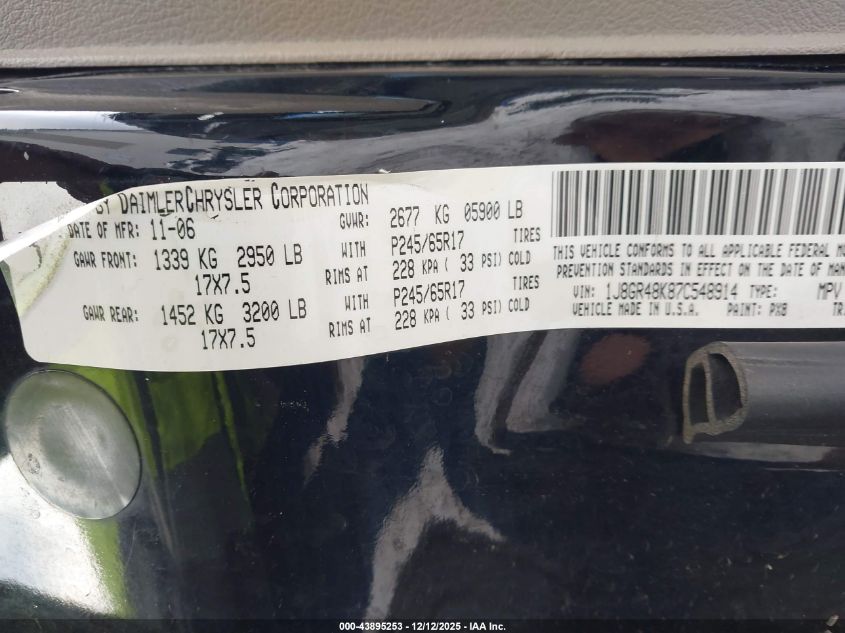 BY DAIMLERCHRYSLER CORPORATION
DATE OF MFR: 11-06 GVWR: 2677 KG 05900 LB
GAWR FRONT: 1339 KG 2950 LB WITH P245/65R17 TIRES
17X7.5 RIMS AT 228 KPA ( 33 PSI) COLD
GAWR REAR: 1452 KG 3200 LB WITH P245/65R17 TIRES
17X7.5 RIMS AT 228 KPA ( 33 PSI) COLD
THIS VEHICLE CONFORMS TO ALL APPLICABLE FEDERAL
PREVENTION STANDARDS IN EFFECT ON THE DATE OF
VIN: 1J8GR48K87C548914 TYPE: MPV
VEHICLE MADE IN U.S.A. PAINT: PXB
000-43895253 - 12/12/2025 - IAA Inc.